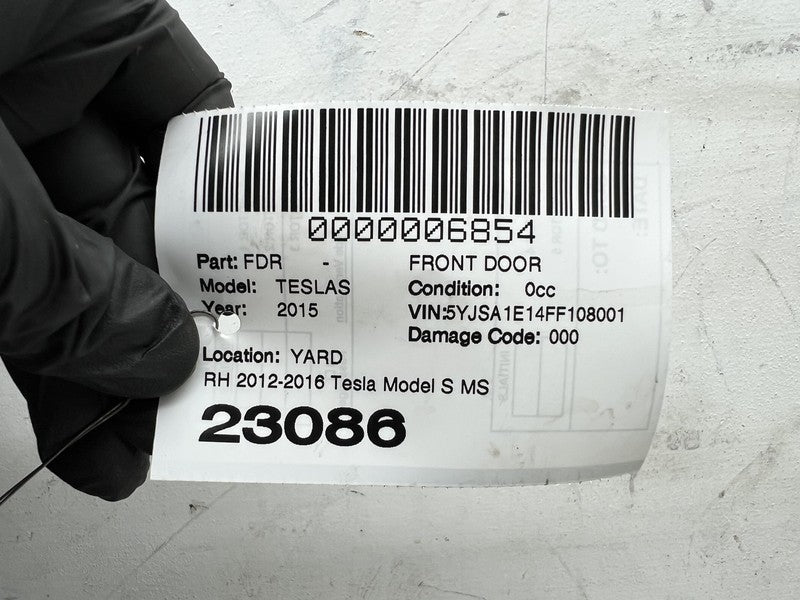 0000006854
Part: FDR - FRONT DOOR
Model: TESLAS Condition: 0cc
Year: 2015 VIN:5YJSA1E14FF108001
Damage Code: 000
Location: YARD
RH 2012-2016 Tesla Model S MS
23086